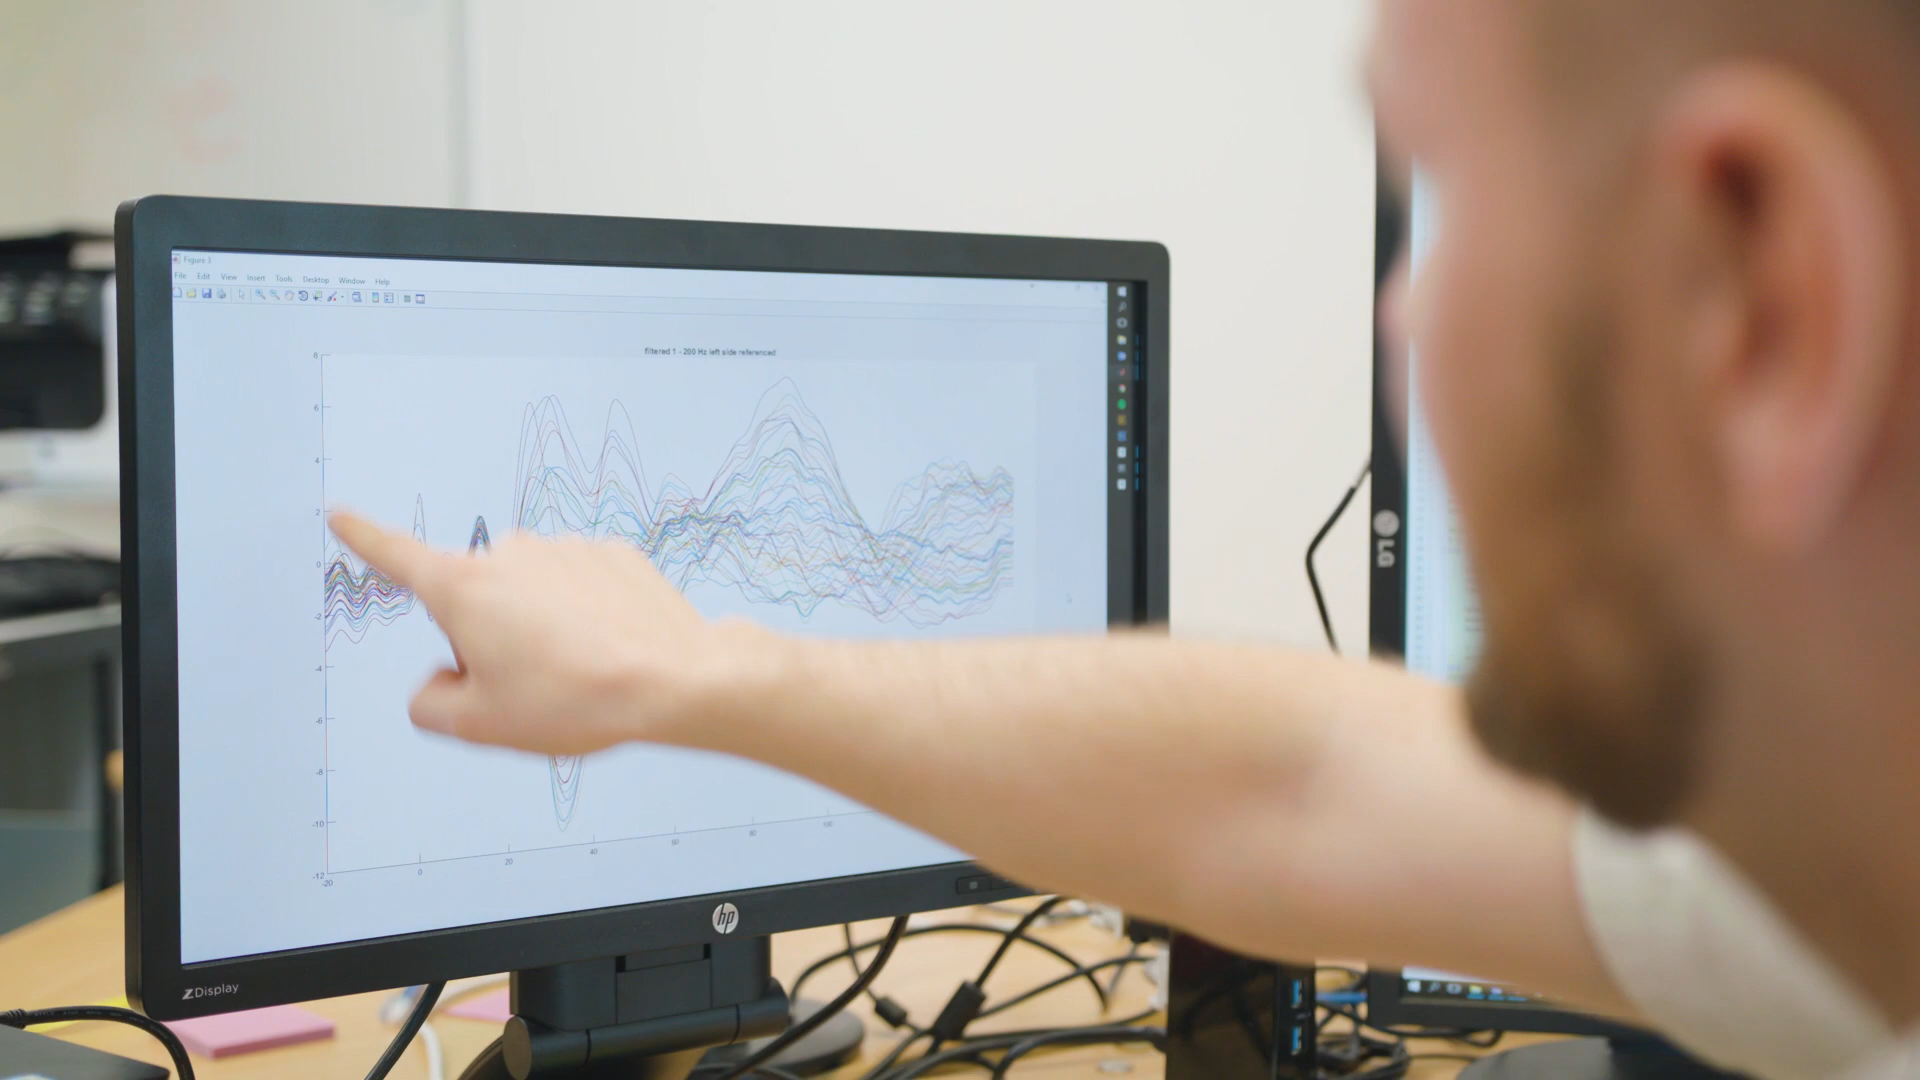 Figure 3
File Edit View Insert Tools Desktop Window Help
filtered 1 - 200 Hz left side referenced
8
6
4
2
0
-2
-4
-6
-8
-10
-12
-20 0 20 40 60 80 100
hp
ZDisplay
LG